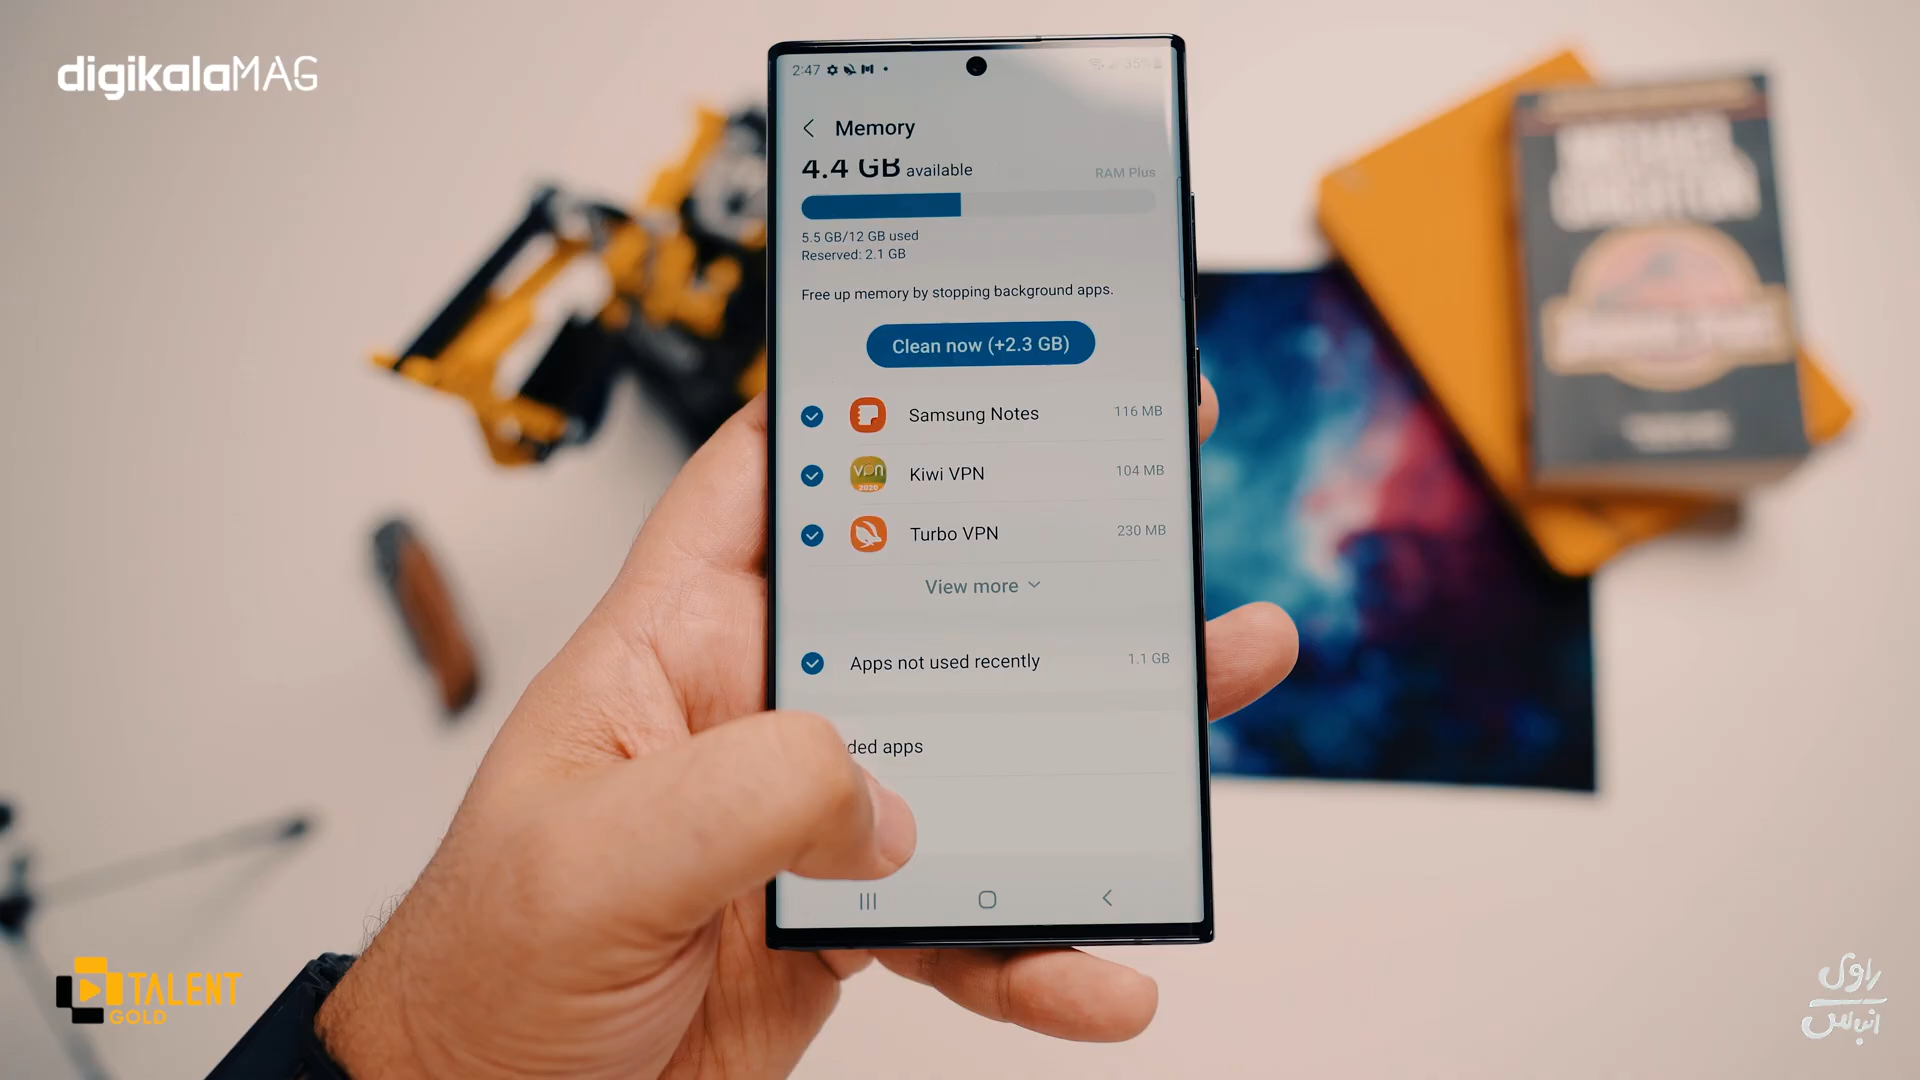 digikalaMAG
2:47
35%
Memory
4.4 GB available
RAM Plus
5.5 GB/12 GB used
Reserved: 2.1 GB
Free up memory by stopping background apps.
Clean now (+2.3 GB)
Samsung Notes
116 MB
VPN
2020
Kiwi VPN
104 MB
Turbo VPN
230 MB
View more
Apps not used recently
1.1 GB
ded apps
TALENT
GOLD